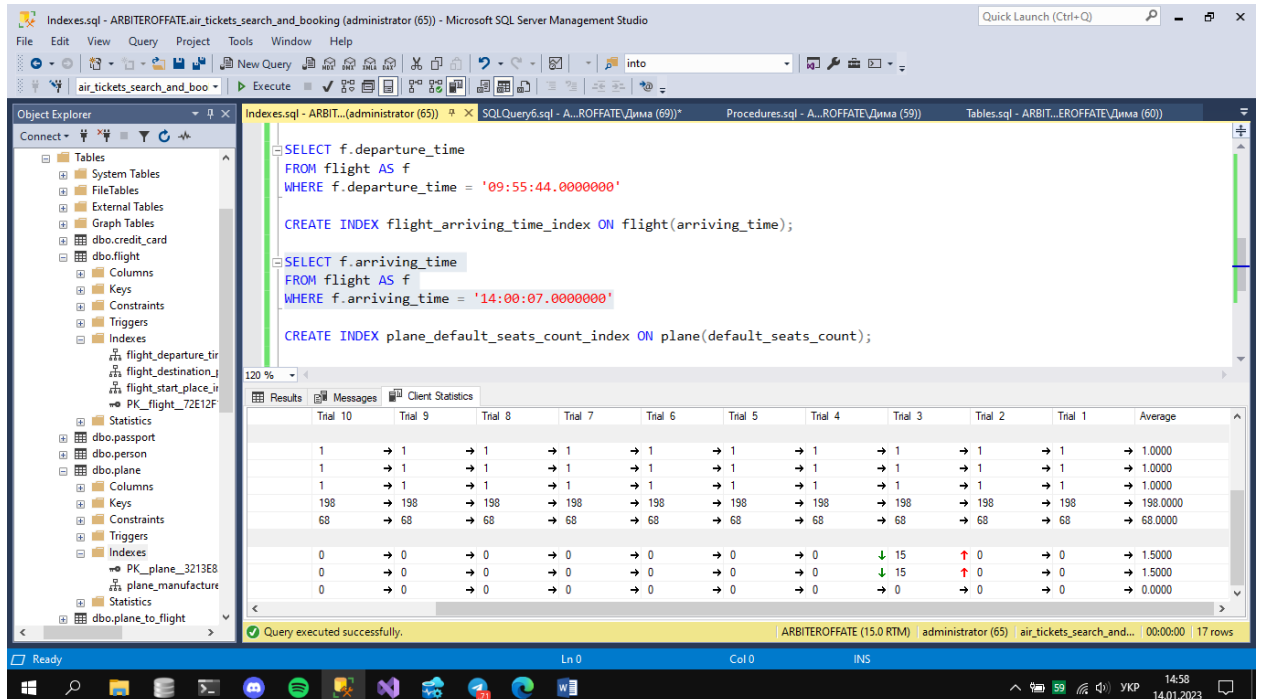 Indexes.sql - ARBITEROFFATE.air_tickets_search_and_booking (administrator (65)) - Microsoft SQL Server Management Studio
Quick Launch (Ctrl+Q)
File Edit View Query Project Tools Window Help
New Query MDX DMX XMLA DAX into
air_tickets_search_and_boo Execute
Object Explorer
Connect
Tables
System Tables
FileTables
External Tables
Graph Tables
dbo.credit_card
dbo.flight
Columns
Keys
Constraints
Triggers
Indexes
flight_departure_tir
flight_destination_p
flight_start_place_ir
PK__flight__72E12F
Statistics
dbo.passport
dbo.person
dbo.plane
Columns
Keys
Constraints
Triggers
Indexes
PK__plane__3213E8
plane_manufacture
Statistics
dbo.plane_to_flight
Indexes.sql - ARBIT...(administrator (65)) SQLQuery6.sql - A...ROFFATE\Дима (69))* Procedures.sql - A...ROFFATE\Дима (59)) Tables.sql - ARBIT...EROFFATE\Дима (60))
SELECT f.departure_time
FROM flight AS f
WHERE f.departure_time = '09:55:44.0000000'
CREATE INDEX flight_arriving_time_index ON flight(arriving_time);
SELECT f.arriving_time
FROM flight AS f
WHERE f.arriving_time = '14:00:07.0000000'
CREATE INDEX plane_default_seats_count_index ON plane(default_seats_count);
120 %
Results Messages Client Statistics
Trial 10 Trial 9 Trial 8 Trial 7 Trial 6 Trial 5 Trial 4 Trial 3 Trial 2 Trial 1 Average
1 → 1 → 1 → 1 → 1 → 1 → 1 → 1 → 1 → 1 → 1.0000
1 → 1 → 1 → 1 → 1 → 1 → 1 → 1 → 1 → 1 → 1.0000
1 → 1 → 1 → 1 → 1 → 1 → 1 → 1 → 1 → 1 → 1.0000
198 → 198 → 198 → 198 → 198 → 198 → 198 → 198 → 198 → 198 → 198.0000
68 → 68 → 68 → 68 → 68 → 68 → 68 → 68 → 68 → 68 → 68.0000
0 → 0 → 0 → 0 → 0 → 0 → 0 ↓ 15 ↑ 0 → 0 → 1.5000
0 → 0 → 0 → 0 → 0 → 0 → 0 ↓ 15 ↑ 0 → 0 → 1.5000
0 → 0 → 0 → 0 → 0 → 0 → 0 → 0 → 0 → 0 → 0.0000
Query executed successfully. ARBITEROFFATE (15.0 RTM) administrator (65) air_tickets_search_and... 00:00:00 17 rows
Ready Ln 0 Col 0 INS
59 УКР 14:58
14.01.2023